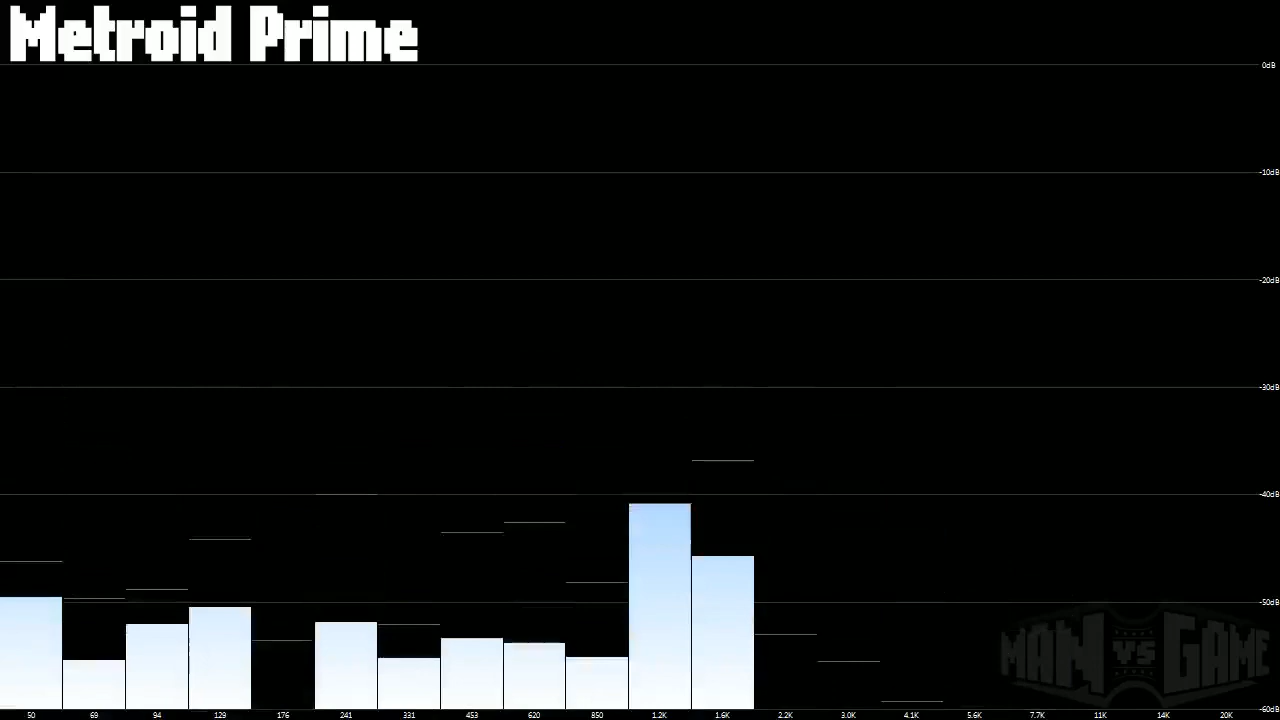 Metroid Prime
0dB
-10dB
-20dB
-30dB
-40dB
-50dB
MAN VS GAME
-60dB
50 69 94 129 176 241 331 453 620 850 1.2K 1.6K 2.2K 3.0K 4.1K 5.6K 7.7K 11K 14K 20K